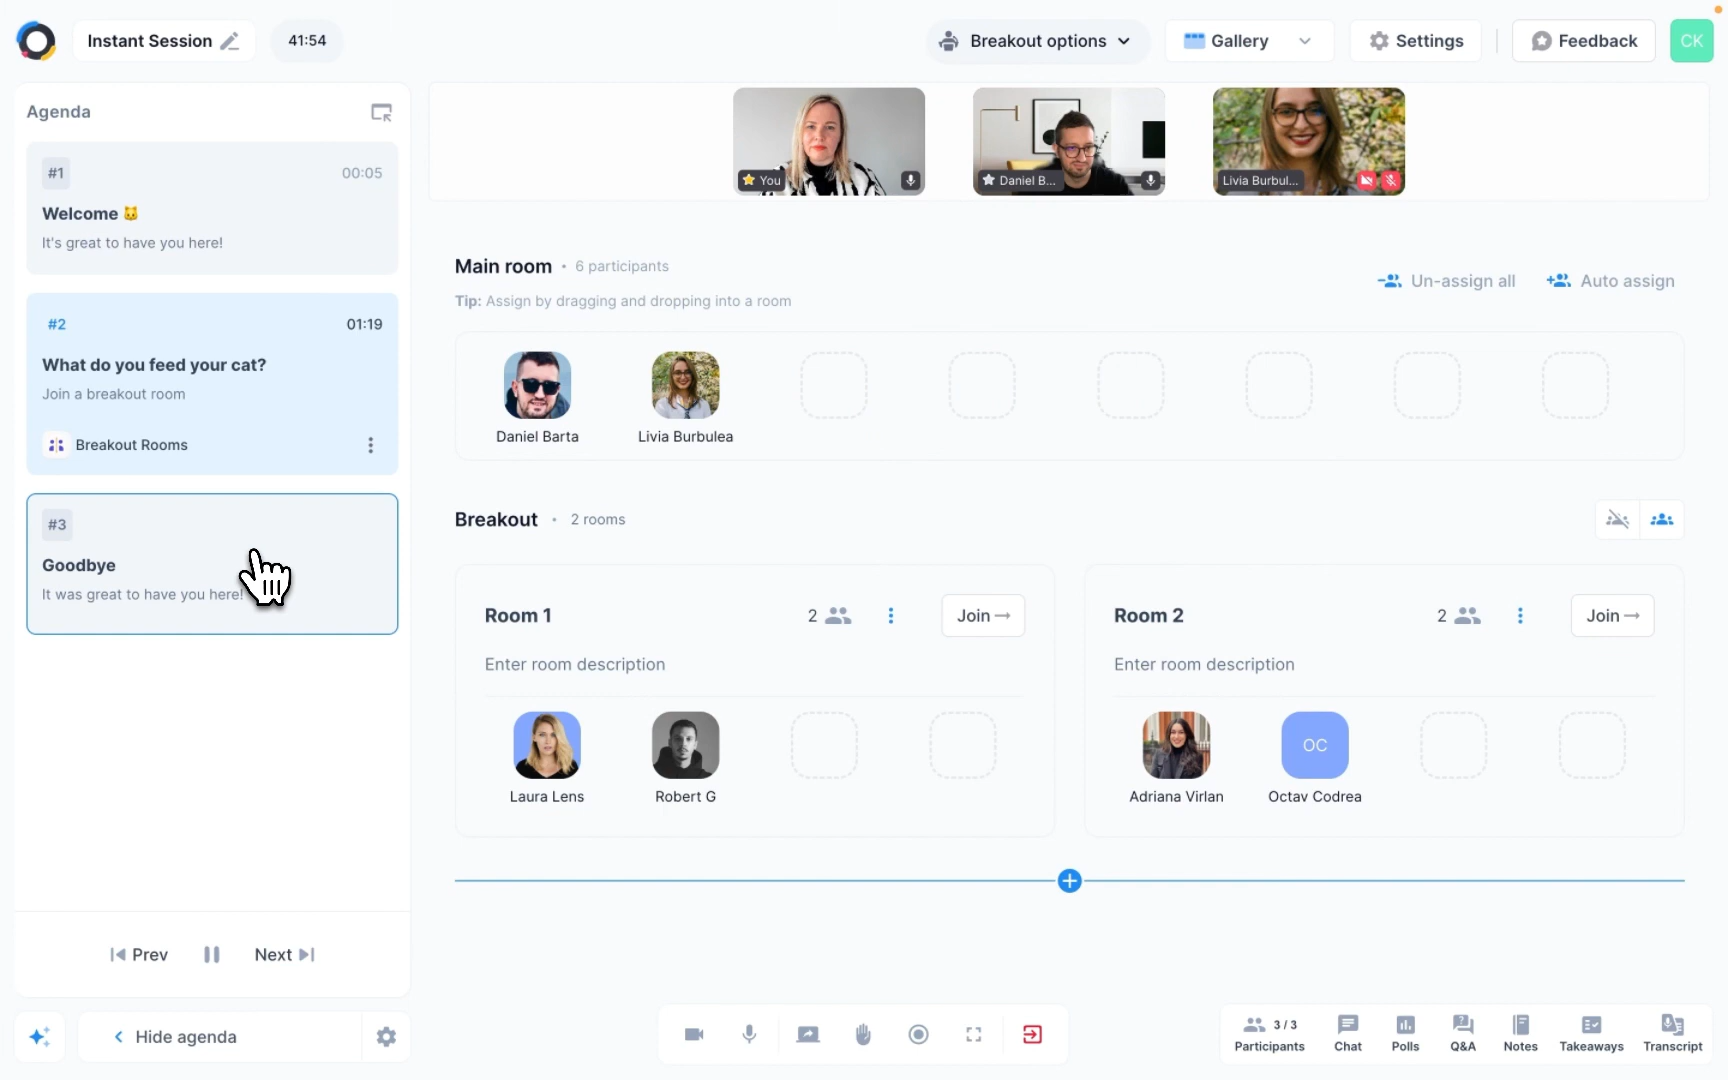 Instant Session
41:54
Breakout options
Gallery
Settings
Feedback
CK
Agenda
#1
00:05
Welcome
It's great to have you here!
#2
01:19
What do you feed your cat?
Join a breakout room
Breakout Rooms
#3
Goodbye
It was great to have you here!
Prev
Next
Hide agenda
You
Daniel B...
Livia Burbul...
Main room • 6 participants
Tip: Assign by dragging and dropping into a room
Un-assign all
Auto assign
Daniel Barta
Livia Burbulea
Breakout • 2 rooms
Room 1
2
Join→
Enter room description
Laura Lens
Robert G
Room 2
2
Join→
Enter room description
OC
Adriana Virlan
Octav Codrea
3 / 3
Participants
Chat
Polls
Q&A
Notes
Takeaways
Transcript